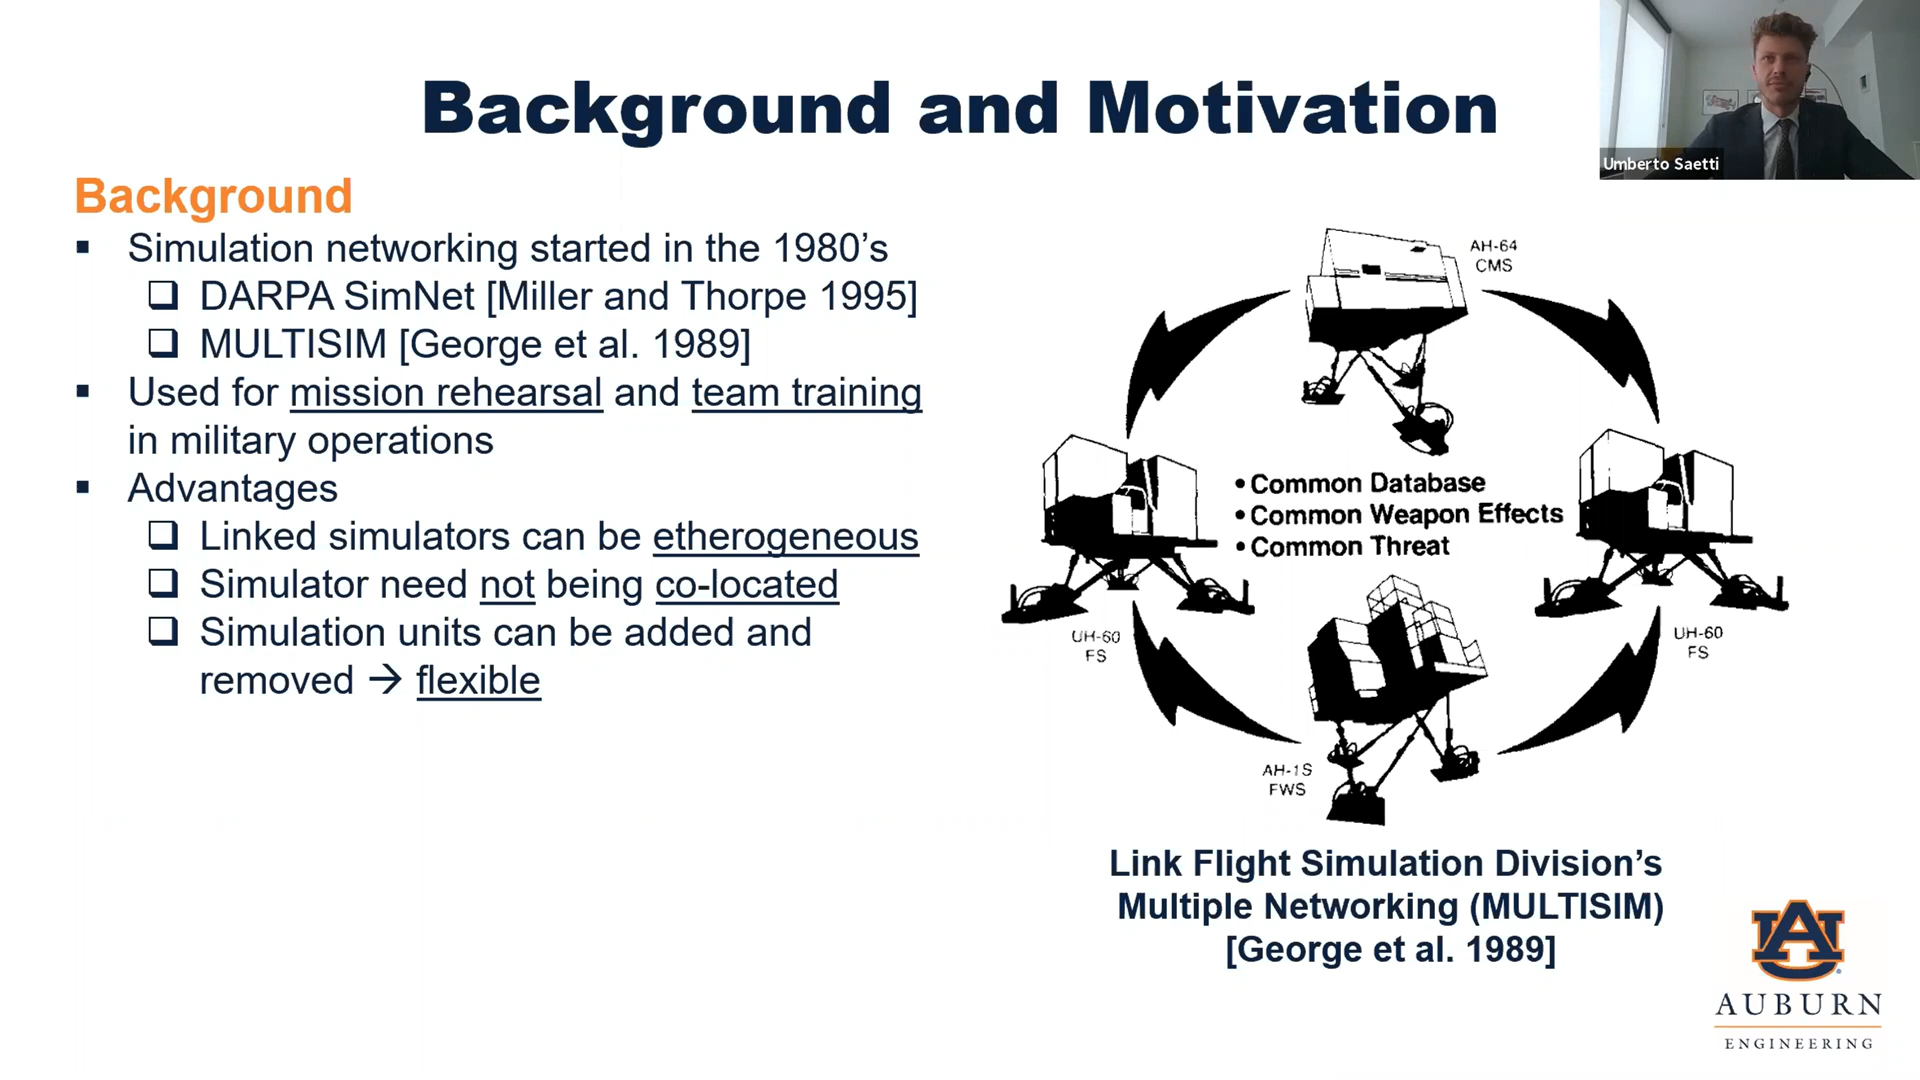 Background and Motivation
Umberto Saetti
Background
▪ Simulation networking started in the 1980’s
❑ DARPA SimNet [Miller and Thorpe 1995]
❑ MULTISIM [George et al. 1989]
▪ Used for mission rehearsal and team training
in military operations
▪ Advantages
❑ Linked simulators can be etherogeneous
❑ Simulator need not being co-located
❑ Simulation units can be added and
removed → flexible
AH-64
CMS
• Common Database
• Common Weapon Effects
• Common Threat
UH-60
FS
UH-60
FS
AH-1S
FWS
Link Flight Simulation Division’s
Multiple Networking (MULTISIM)
[George et al. 1989]
AU
AUBURN
ENGINEERING